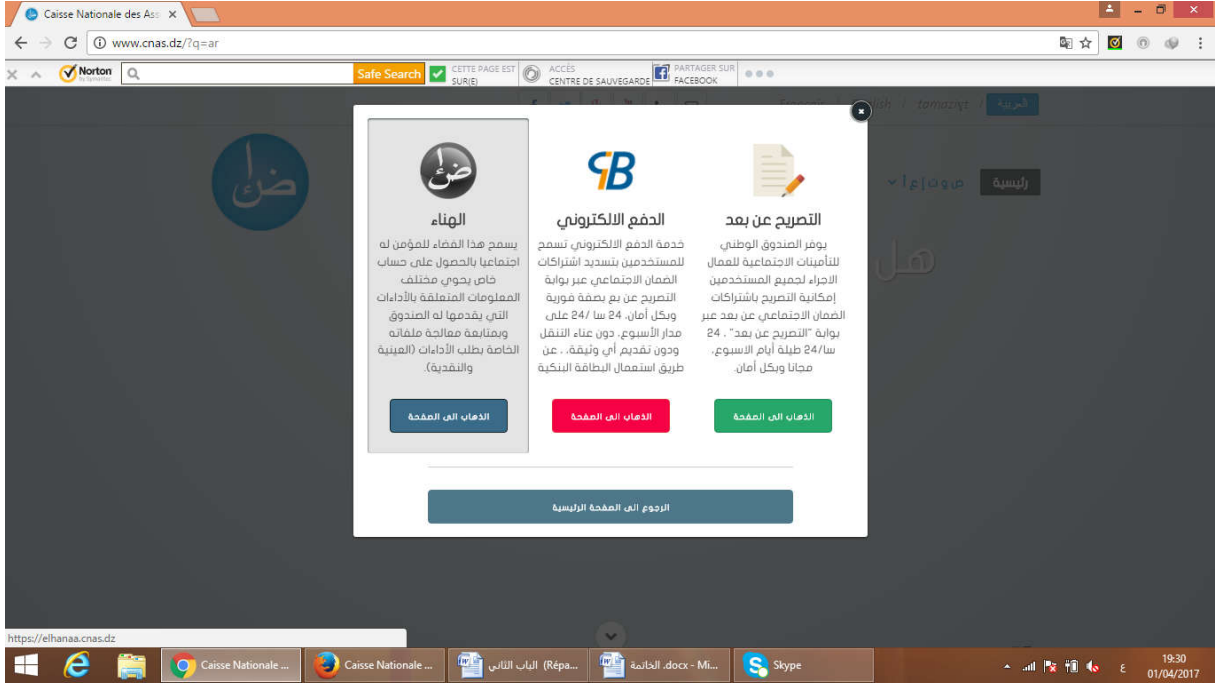 Caisse Nationale des Ass
www.cnas.dz/?q=ar
Norton
by Symantec
Safe Search
CETTE PAGE EST
SUR(E)
ACCÈS
CENTRE DE SAUVEGARDE
PARTAGER SUR
FACEBOOK
العربية
tamaziɣt
رئيسية
هل
ضأ
التصريح عن بعد
يوفر الصندوق الوطني
للتأمينات الاجتماعية للعمال
الاجراء لجميع المستخدمين
إمكانية التصريح باشتراكات
الضمان الاجتماعي عن بعد عبر
بوابة "التصريح عن بعد" ، 24
سا/24 طيلة أيام الاسبوع،
مجانا وبكل أمان.
الذهاب الى الصفحة
الدفع الالكتروني
خدمة الدفع الالكتروني تسمح
للمستخدمين بتسديد اشتراكات
الضمان الاجتماعي عبر بوابة
التصريح عن بع بصفة فورية
وبكل أمان، 24 سا /24 على
مدار الأسبوع، دون عناء التنقل
ودون تقديم أي وثيقة، . عن
طريق استعمال البطاقة البنكية
الذهاب الى الصفحة
ضأ
الهناء
يسمح هذا الفضاء للمؤمن له
اجتماعيا بالحصول على حساب
خاص يحوي مختلف
المعلومات المتعلقة بالأداءات
التي يقدمها له الصندوق
وبمتابعة معالجة ملفاته
الخاصة بطلب الأداءات (العينية
والنقدية).
الذهاب الى الصفحة
الرجوع الى الصفحة الرئيسية
https://elhanaa.cnas.dz
Caisse Nationale ...
Caisse Nationale ...
الباب الثاني (Répa...
الخاتمة .docx - Mi...
Skype
ع
19:30
01/04/2017